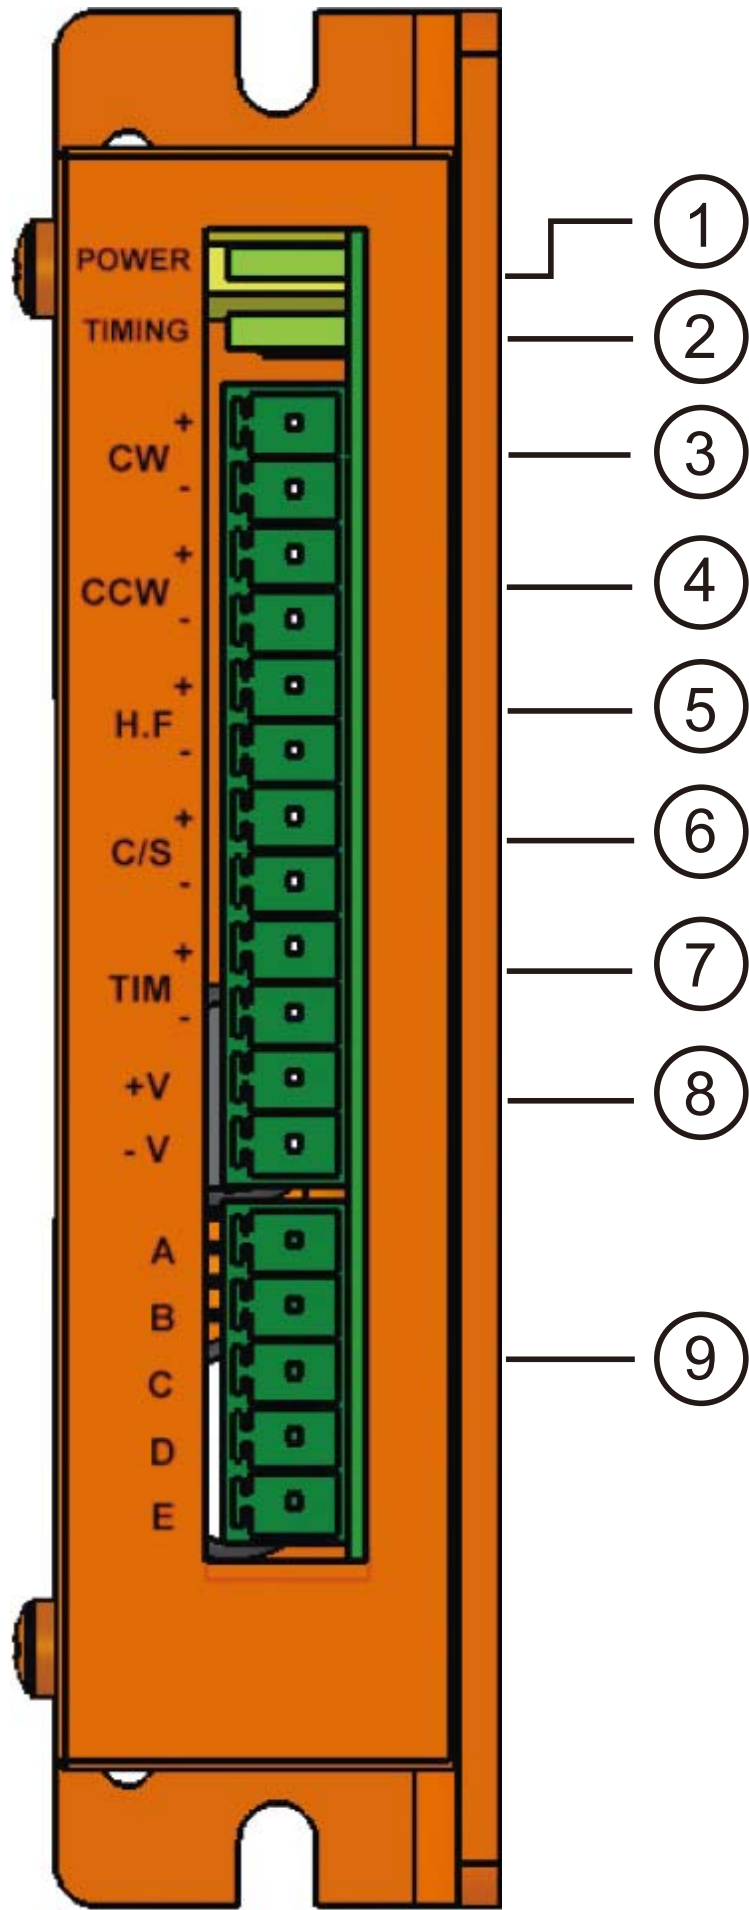 POWER
1
TIMING
2
+
CW
3
-
+
CCW
4
-
+
H.F
5
-
+
C/S
6
-
+
TIM
7
-
+V
8
- V
A
B
C
9
D
E